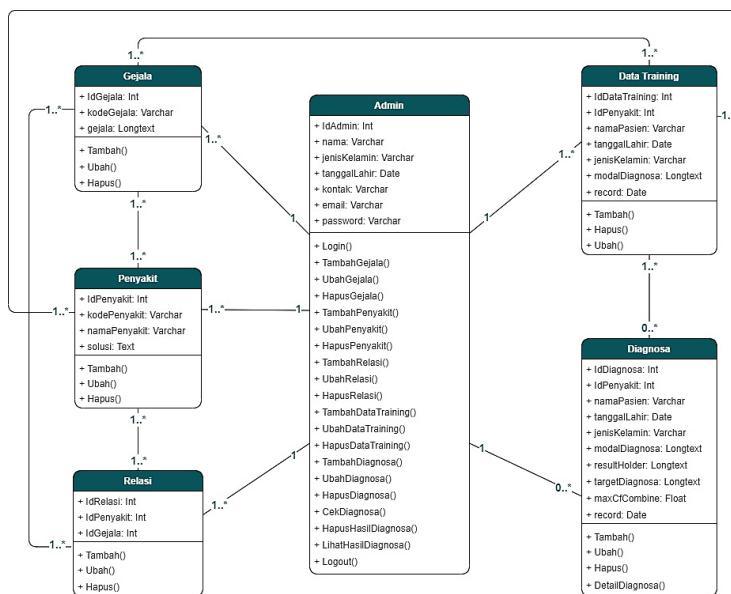 1..*
1..*
Gejala
+ IdGejala: Int
+ kodeGejala: Varchar
+ gejala: Longtext
+ Tambah()
+ Ubah()
+ Hapus()
1..*
1..*
1..*
Data Training
+ IDDataTraining: Int
+ IdPenyakit: Int
+ namaPasien: Varchar
+ tanggalLahir: Date
+ jenisKelamin: Varchar
+ modalDiagnosa: Longtext
+ record: Date
+ Tambah()
+ Hapus()
+ Ubah()
1..
1..*
1..*
Admin
+ IdAdmin: Int
+ nama: Varchar
+ jenisKelamin: Varchar
+ tanggalLahir: Date
+ kontak: Varchar
+ email: Varchar
+ password: Varchar
+ Login()
+ TambahGejala()
+ UbahGejala()
+ HapusGejala()
+ TambahPenyakit()
+ UbahPenyakit()
+ HapusPenyakit()
+ TambahRelasi()
+ UbahRelasi()
+ HapusRelasi()
+ TambahDataTraining()
+ UbahDataTraining()
+ HapusDataTraining()
+ TambahDiagnosa()
+ UbahDiagnosa()
+ HapusDiagnosa()
+ CekDiagnosa()
+ HapusHasilDiagnosa()
+ LihatHasilDiagnosa()
+ Logout()
1
1
1
1
1
1..*
1..*
1..*
Penyakit
+ IdPenyakit: Int
+ kodePenyakit: Varchar
+ namaPenyakit: Varchar
+ solusi: Text
+ Tambah()
+ Ubah()
+ Hapus()
1..*
1..*
Relasi
+ IdRelasi: Int
+ IdPenyakit: Int
+ IdGejala: Int
+ Tambah()
+ Ubah()
+ Hapus()
1..*
1..*
0..*
0..*
Diagnosa
+ IdDiagnosa: Int
+ IdPenyakit: Int
+ namaPasien: Varchar
+ tanggalLahir: Date
+ jenisKelamin: Varchar
+ modalDiagnosa: Longtext
+ resultHolder: Longtext
+ targetDiagnosa: Longtext
+ maxCfCombine: Float
+ record: Date
+ Tambah()
+ Ubah()
+ Hapus()
+ DetailDiagnosa()